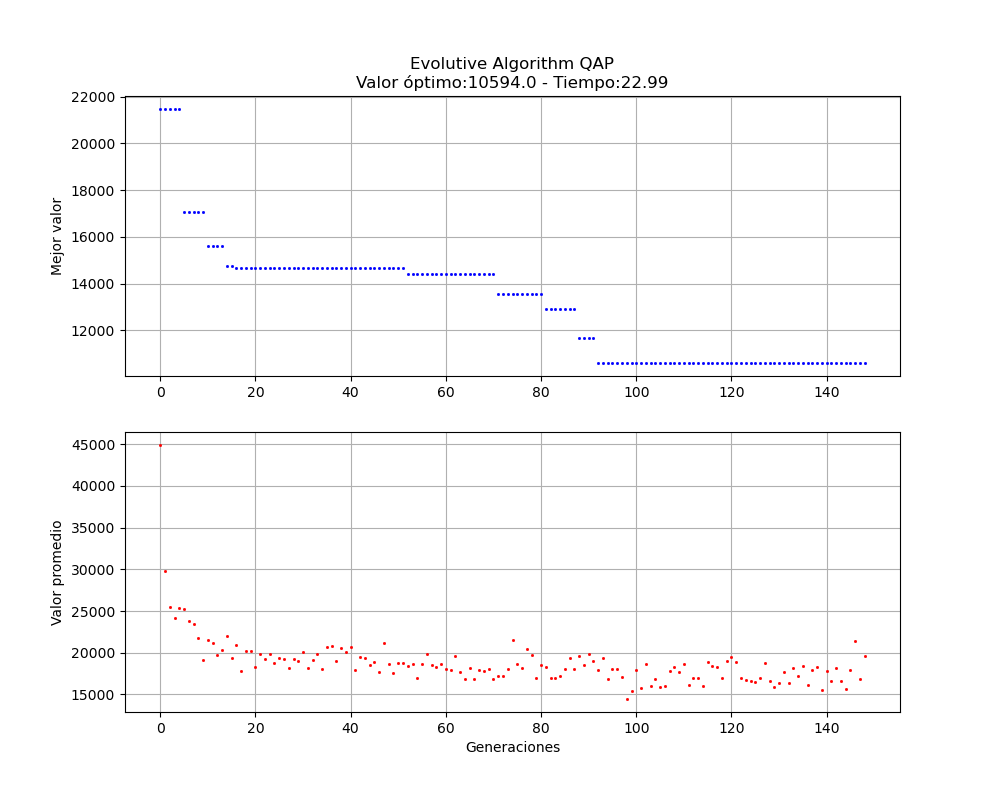 Evolutive Algorithm QAP
Valor óptimo:10594.0 - Tiempo:22.99
22000
20000
18000
16000
14000
12000
Mejor valor
0 20 40 60 80 100 120 140
45000
40000
35000
30000
25000
20000
15000
Valor promedio
0 20 40 60 80 100 120 140
Generaciones